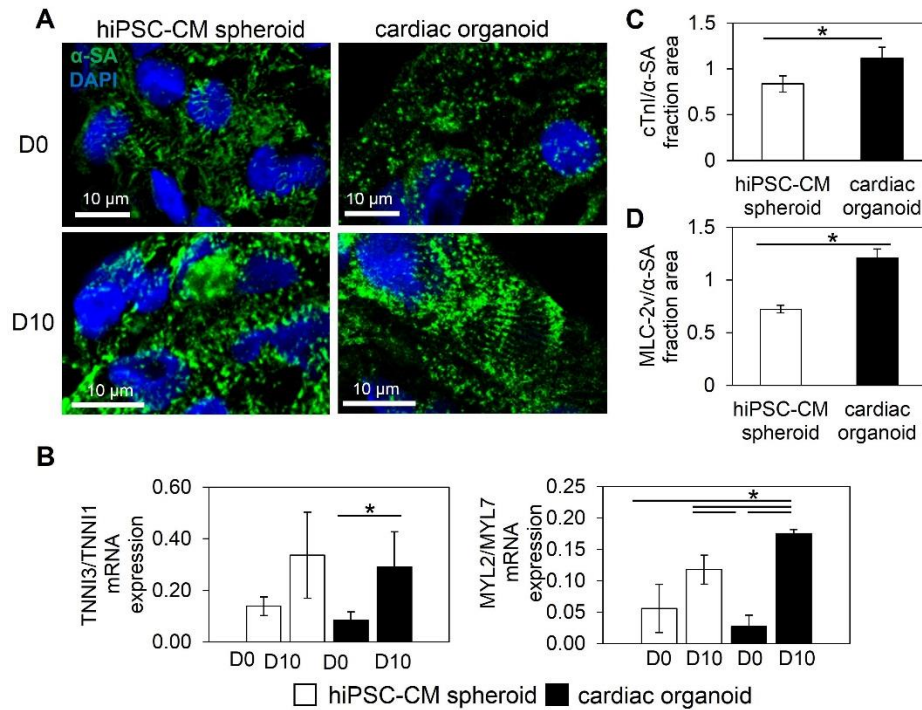 A
hiPSC-CM spheroid
cardiac organoid
α-SA
DAPI
D0
10 µm
10 µm
D10
10 µm
10 µm
C
cTnI/α-SA
fraction area
1.5
1
0.5
0
*
hiPSC-CM
spheroid
cardiac
organoid
D
MLC-2v/α-SA
fraction area
1.5
1
0.5
0
*
hiPSC-CM
spheroid
cardiac
organoid
B
TNNI3/TNNI1
mRNA
expression
0.60
0.40
0.20
0.00
*
D0 D10 D0 D10
MYL2/MYL7
mRNA
expression
0.25
0.20
0.15
0.10
0.05
0.00
*
D0 D10 D0 D10
hiPSC-CM spheroid
cardiac organoid